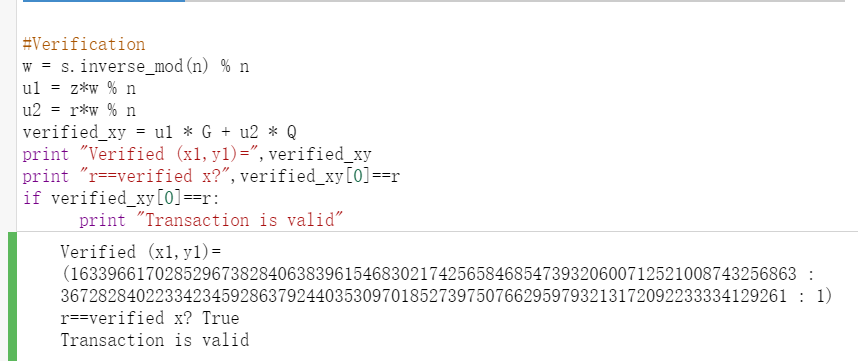 #Verification
w = s.inverse_mod(n) % n
u1 = z*w % n
u2 = r*w % n
verified_xy = u1 * G + u2 * Q
print "Verified (x1,y1)=",verified_xy
print "r==verified x?",verified_xy[0]==r
if verified_xy[0]==r:
print "Transaction is valid"
Verified (x1,y1)=
(16339661702852967382840638396154683021742565846854739320600712521008743256863 :
36728284022334234592863792440353097018527397507662959793213172092233334129261 : 1)
r==verified x? True
Transaction is valid